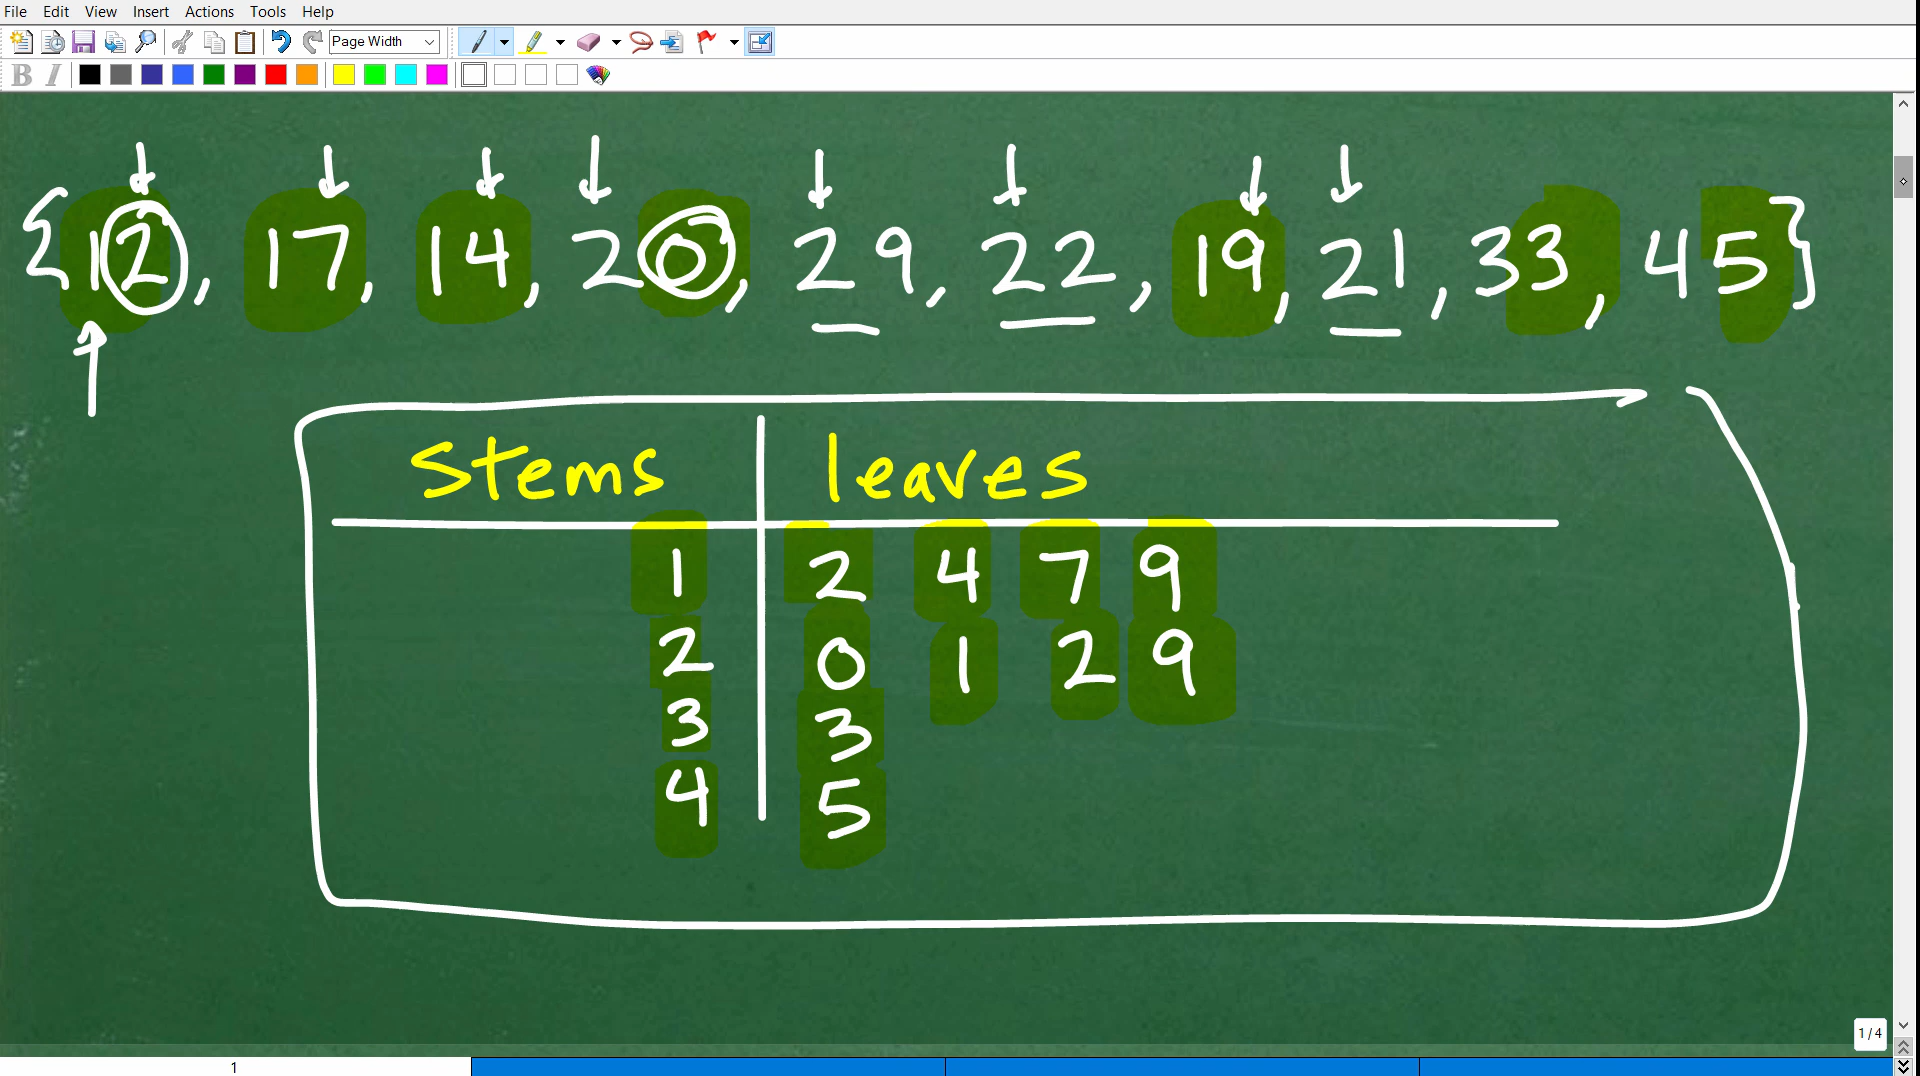 File Edit View Insert Actions Tools Help
Page Width
B I
{12, 17, 14, 20, 29, 22, 19, 21, 33, 45}
Stems leaves
1 2 4 7 9
2 0 1 2 9
3 3
4 5
1 / 4
1